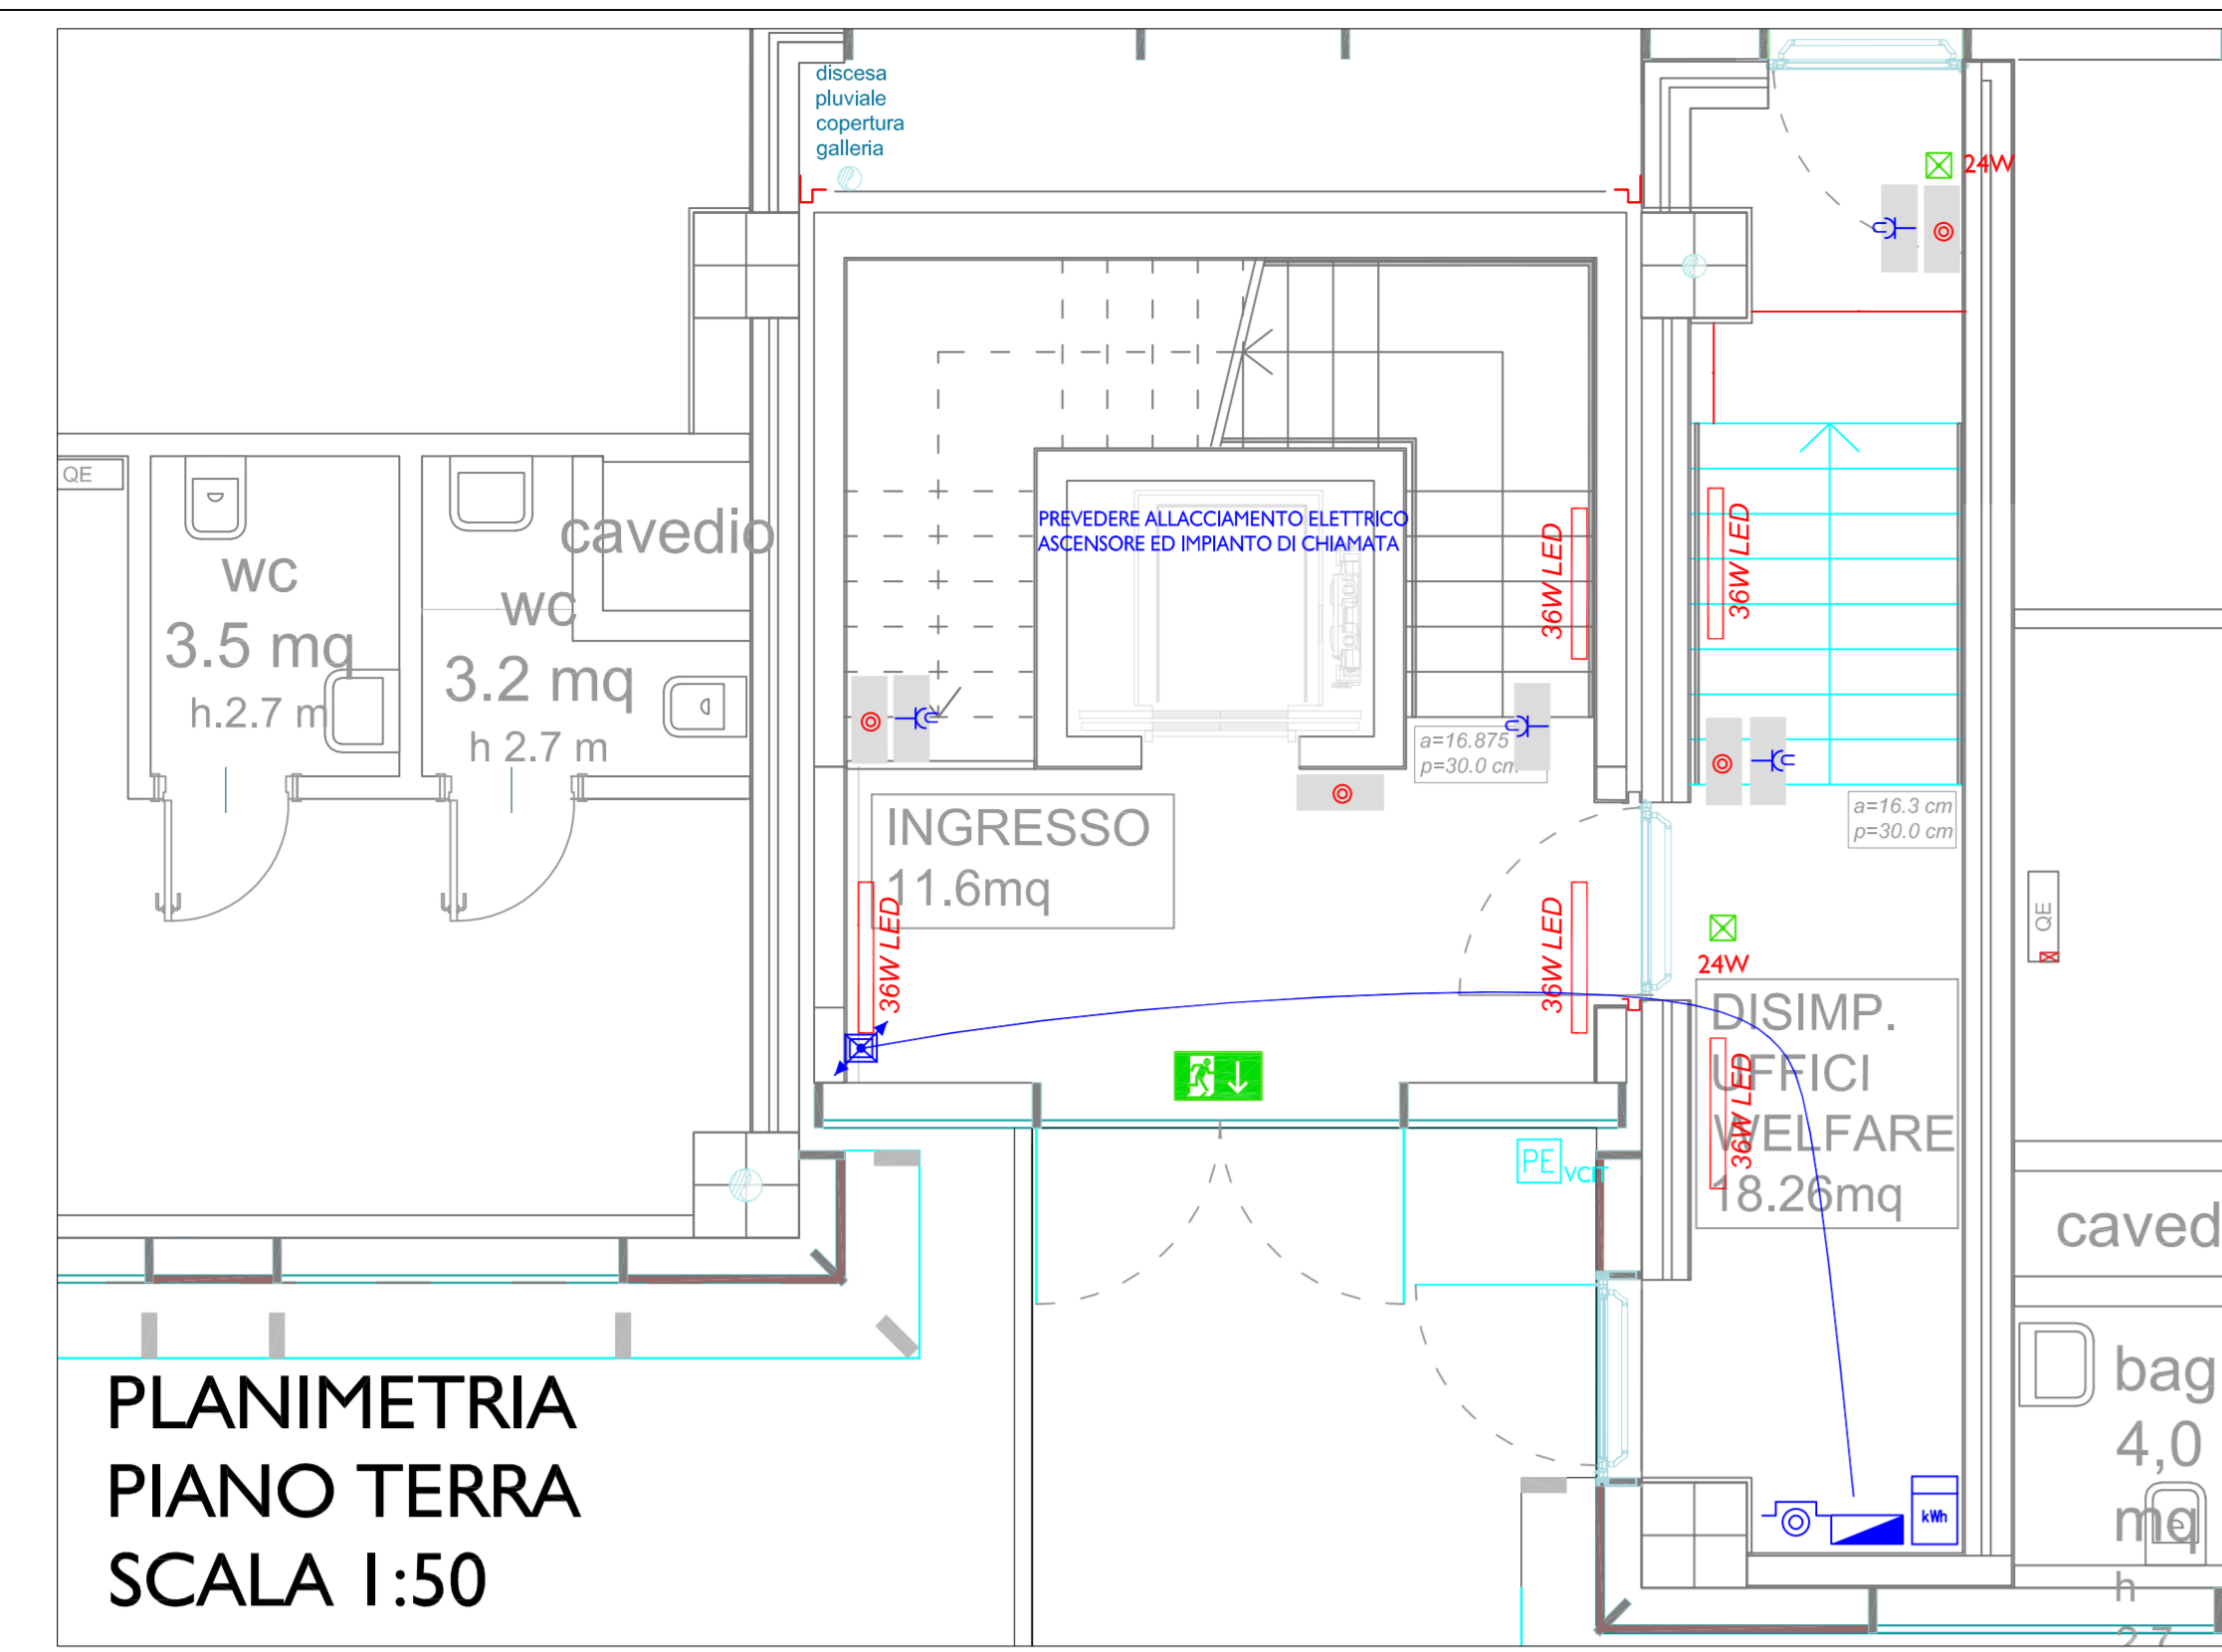 discesa
pluviale
copertura
galleria
24W
QE
wc
3.5 mq
h.2.7 m
wc
3.2 mq
h 2.7 m
cavedio
PREVEDERE ALLACCIAMENTO ELETTRICO
ASCENSORE ED IMPIANTO DI CHIAMATA
36W LED
36W LED
a=16.875
p=30.0 cm
a=16.3 cm
p=30.0 cm
INGRESSO
11.6mq
36W LED
36W LED
QE
24W
DISIMP.
UFFICI
WELFARE
18.26mq
36W LED
PE
VCIT
caved
bag
4,0
mq
h
2.7
kWh
PLANIMETRIA
PIANO TERRA
SCALA 1:50